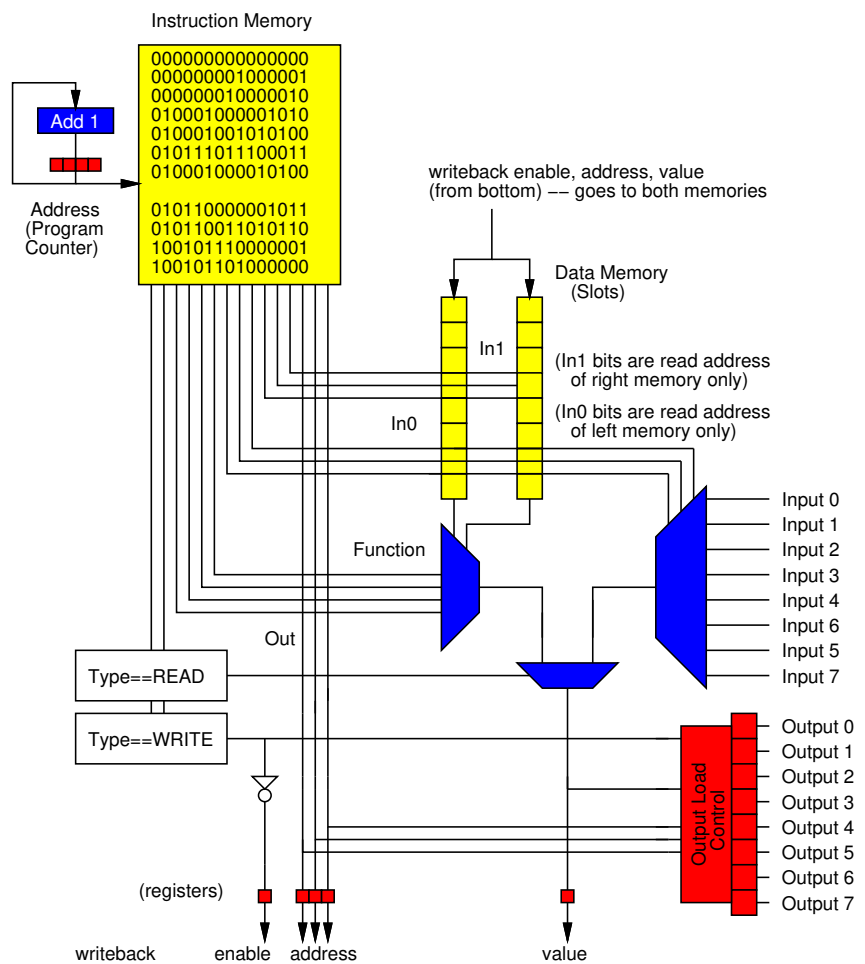 Instruction Memory
000000000000000
000000001000001
000000010000010
010001000001010
010001001010100
010111011100011
010001000010100
010110000001011
010110011010110
100101110000001
100101101000000
Add 1
Address
(Program
Counter)
writeback enable, address, value
(from bottom) −− goes to both memories
Data Memory
(Slots)
In1
(In1 bits are read address
of right memory only)
In0
(In0 bits are read address
of left memory only)
Function
Input 0
Input 1
Input 2
Input 3
Input 4
Input 6
Input 5
Input 7
Out
Type==READ
Type==WRITE
Output Load
Control
Output 0
Output 1
Output 2
Output 3
Output 4
Output 5
Output 6
Output 7
(registers)
writeback enable address value